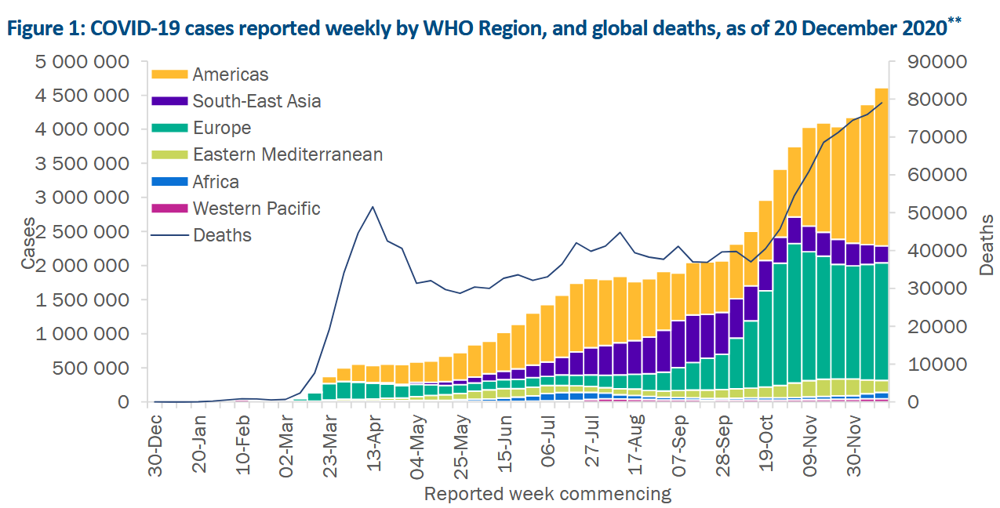 Figure 1: COVID-19 cases reported weekly by WHO Region, and global deaths, as of 20 December 2020**
5 000 000
4 500 000
4 000 000
3 500 000
3 000 000
2 500 000
2 000 000
1 500 000
1 000 000
500 000
0
Cases
Americas
South-East Asia
Europe
Eastern Mediterranean
Africa
Western Pacific
Deaths
90000
80000
70000
60000
50000
40000
30000
20000
10000
0
Deaths
30-Dec
20-Jan
10-Feb
02-Mar
23-Mar
13-Apr
04-May
25-May
15-Jun
06-Jul
27-Jul
17-Aug
07-Sep
28-Sep
19-Oct
09-Nov
30-Nov
Reported week commencing